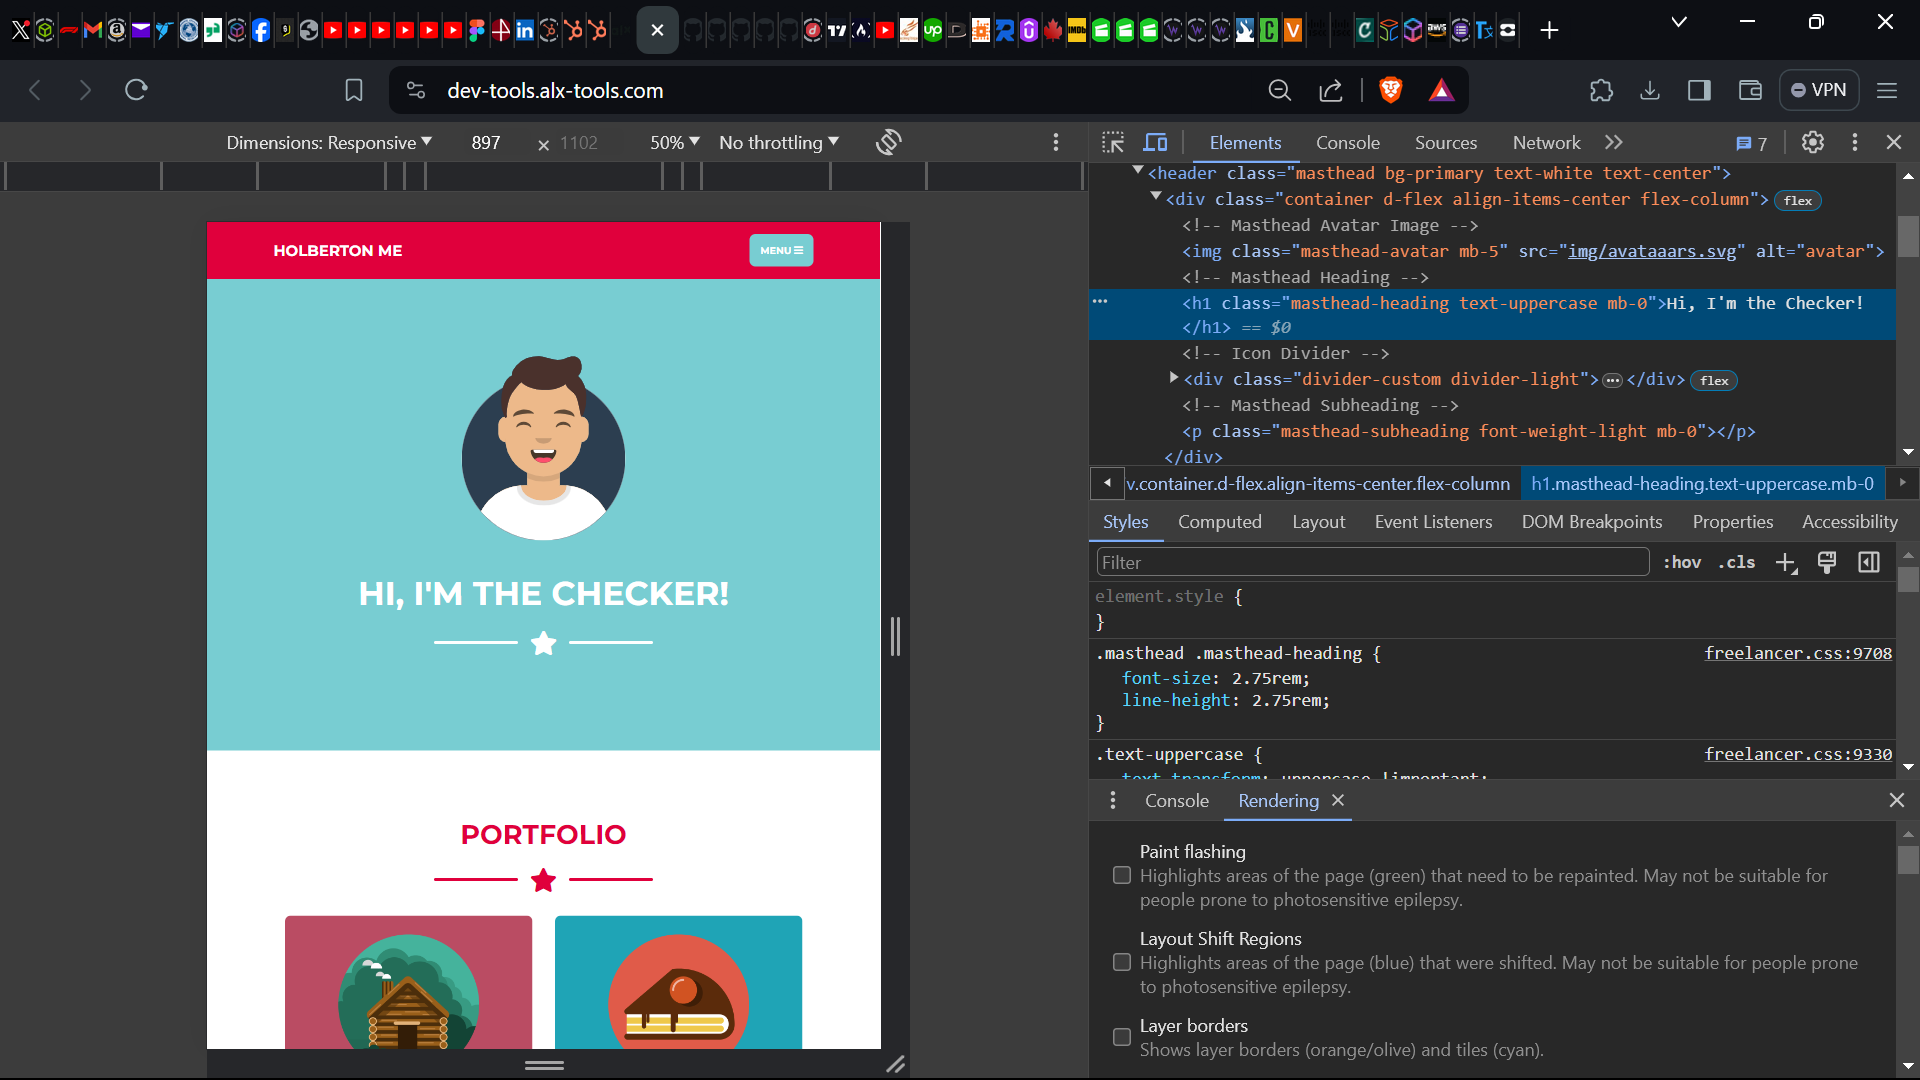 dev-tools.alx-tools.com
VPN
Dimensions: Responsive 897 × 1102 50% No throttling
Elements Console Sources Network 7
HOLBERTON ME
MENU
HI, I'M THE CHECKER!
PORTFOLIO
<header class="masthead bg-primary text-white text-center">
<div class="container d-flex align-items-center flex-column"> flex
<!-- Masthead Avatar Image -->
<img class="masthead-avatar mb-5" src="img/avataaars.svg" alt="avatar">
<!-- Masthead Heading -->
<h1 class="masthead-heading text-uppercase mb-0">Hi, I'm the Checker!
</h1> == $0
<!-- Icon Divider -->
<div class="divider-custom divider-light">…</div> flex
<!-- Masthead Subheading -->
<p class="masthead-subheading font-weight-light mb-0"></p>
</div>
v.container.d-flex.align-items-center.flex-column h1.masthead-heading.text-uppercase.mb-0
Styles Computed Layout Event Listeners DOM Breakpoints Properties Accessibility
Filter :hov .cls
element.style {
}
.masthead .masthead-heading { freelancer.css:9708
font-size: 2.75rem;
line-height: 2.75rem;
}
.text-uppercase { freelancer.css:9330
text-transform: uppercase !important;
Console Rendering
Paint flashing
Highlights areas of the page (green) that need to be repainted. May not be suitable for
people prone to photosensitive epilepsy.
Layout Shift Regions
Highlights areas of the page (blue) that were shifted. May not be suitable for people prone
to photosensitive epilepsy.
Layer borders
Shows layer borders (orange/olive) and tiles (cyan).